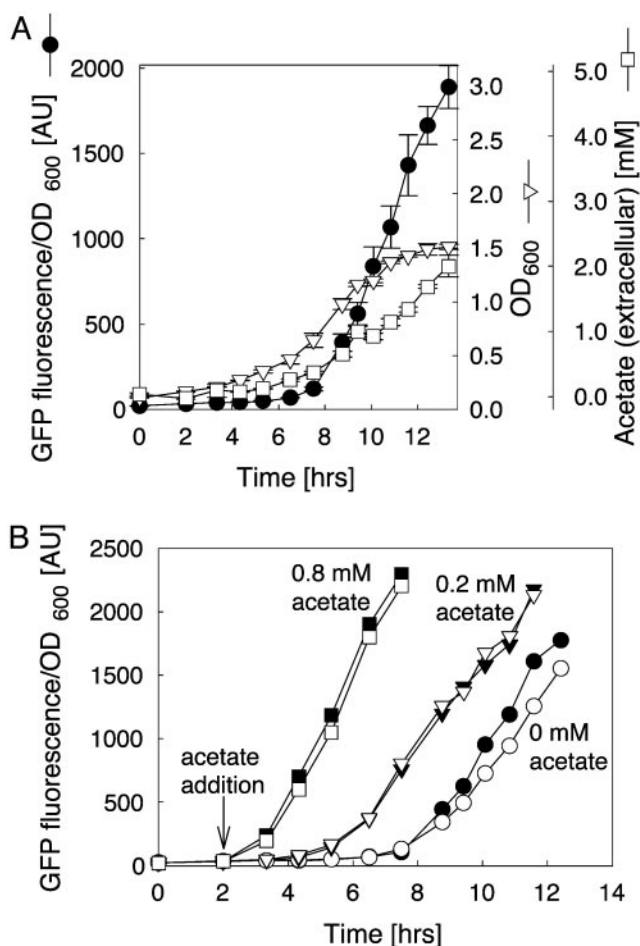 A
GFP fluorescence/OD 600 [AU]
2000
1500
1000
500
0
0 2 4 6 8 10 12
Time [hrs]
3.0
2.5
2.0
1.5
1.0
0.5
0.0
OD600
5.0
4.0
3.0
2.0
1.0
0.0
Acetate (extracellular) [mM]
B
GFP fluorescence/OD 600 [AU]
2500
2000
1500
1000
500
0
0.8 mM
acetate
0.2 mM
acetate
acetate
addition
0 mM
acetate
0 2 4 6 8 10 12 14
Time [hrs]